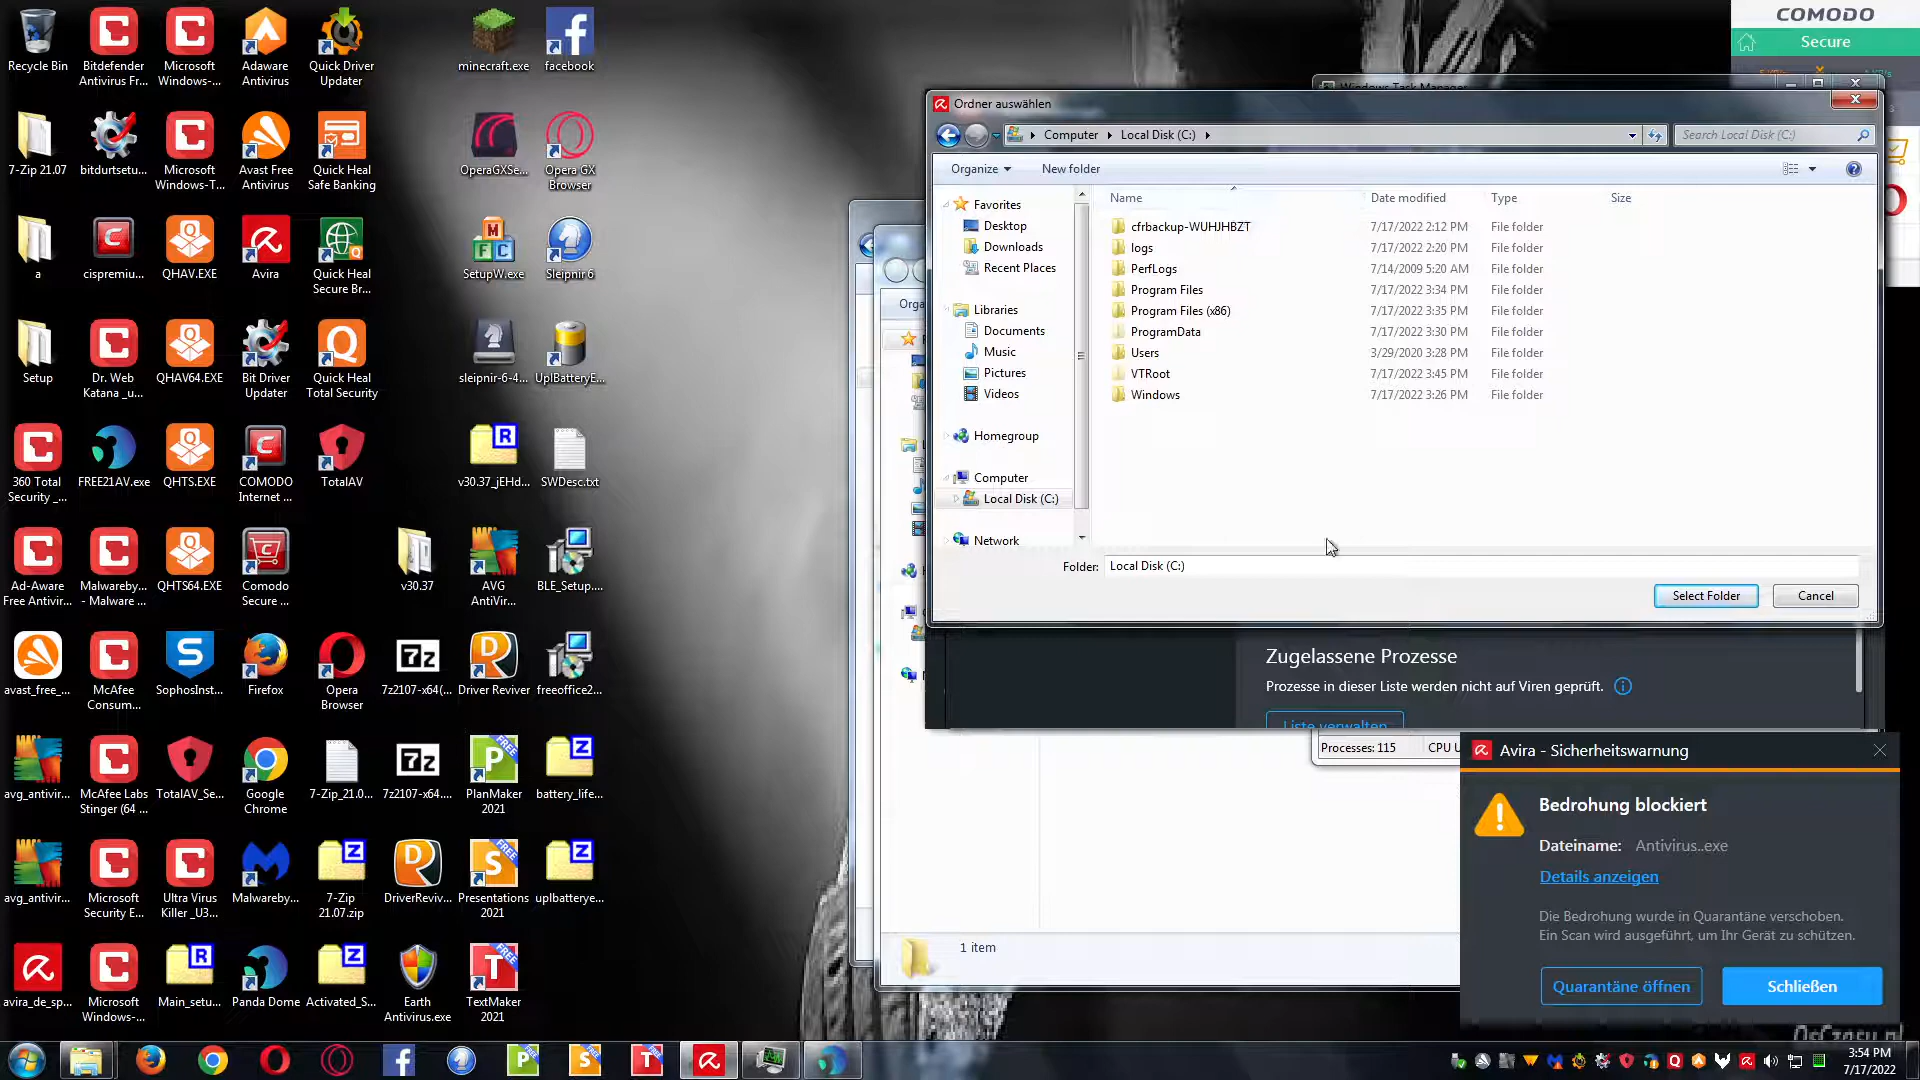 Recycle Bin
Bitdefender
Antivirus Fr...
Microsoft
Windows-...
Adaware
Antivirus
Quick Driver
Updater
minecraft.exe
facebook
7-Zip 21.07
bitdurtsetu...
Microsoft
Windows-T...
Avast Free
Antivirus
Quick Heal
Safe Banking
OperaGXSe...
Opera GX
Browser
a
cispremiu...
QHAV.EXE
Avira
Quick Heal
Secure Br...
SetupW.exe
Sleipnir 6
Setup
Dr. Web
Katana _u...
QHAV64.EXE
Bit Driver
Updater
Quick Heal
Total Security
sleipnir-6-4...
UplBatteryE...
360 Total
Security _...
FREE21AV.exe
QHTS.EXE
COMODO
Internet ...
TotalAV
v30.37_jEHd...
SWDesc.txt
Ad-Aware
Free Antivir...
Malwareby...
- Malware ...
QHTS64.EXE
Comodo
Secure ...
v30.37
AVG
AntiVir...
BLE_Setup....
avast_free_...
McAfee
Consum...
SophosInst...
Firefox
Opera
Browser
7z2107-x64(...
Driver Reviver
freeoffice2...
avg_antivir...
McAfee Labs
Stinger (64 ...
TotalAV_Se...
Google
Chrome
7-Zip_21.0...
7z2107-x64....
PlanMaker
2021
battery_life...
avg_antivir...
Microsoft
Security E...
Ultra Virus
Killer _U3...
Malwareby...
7-Zip
21.07.zip
DriverReviv...
Presentations
2021
uplbatterye...
avira_de_sp...
Microsoft
Windows-...
Main_setu...
Panda Dome
Activated_S...
Earth
Antivirus.exe
TextMaker
2021
COMODO
Secure
Windows Task Manager
Ordner auswählen
Computer
Local Disk (C:)
Search Local Disk (C:)
Organize
New folder
Name
Date modified
Type
Size
Favorites
Desktop
Downloads
Recent Places
Libraries
Documents
Music
Pictures
Videos
Homegroup
Computer
Local Disk (C:)
Network
cfrbackup-WUHJHBZT 7/17/2022 2:12 PM File folder
logs 7/17/2022 2:20 PM File folder
PerfLogs 7/14/2009 5:20 AM File folder
Program Files 7/17/2022 3:34 PM File folder
Program Files (x86) 7/17/2022 3:35 PM File folder
ProgramData 7/17/2022 3:30 PM File folder
Users 3/29/2020 3:28 PM File folder
VTRoot 7/17/2022 3:45 PM File folder
Windows 7/17/2022 3:26 PM File folder
Folder: Local Disk (C:)
Select Folder
Cancel
Orga
Zugelassene Prozesse
Prozesse in dieser Liste werden nicht auf Viren geprüft.
Liste verwalten
Processes: 115
CPU U
1 item
Avira - Sicherheitswarnung
Bedrohung blockiert
Dateiname: Antivirus..exe
Details anzeigen
Die Bedrohung wurde in Quarantäne verschoben.
Ein Scan wird ausgeführt, um Ihr Gerät zu schützen.
Quarantäne öffnen
Schließen
3:54 PM
7/17/2022